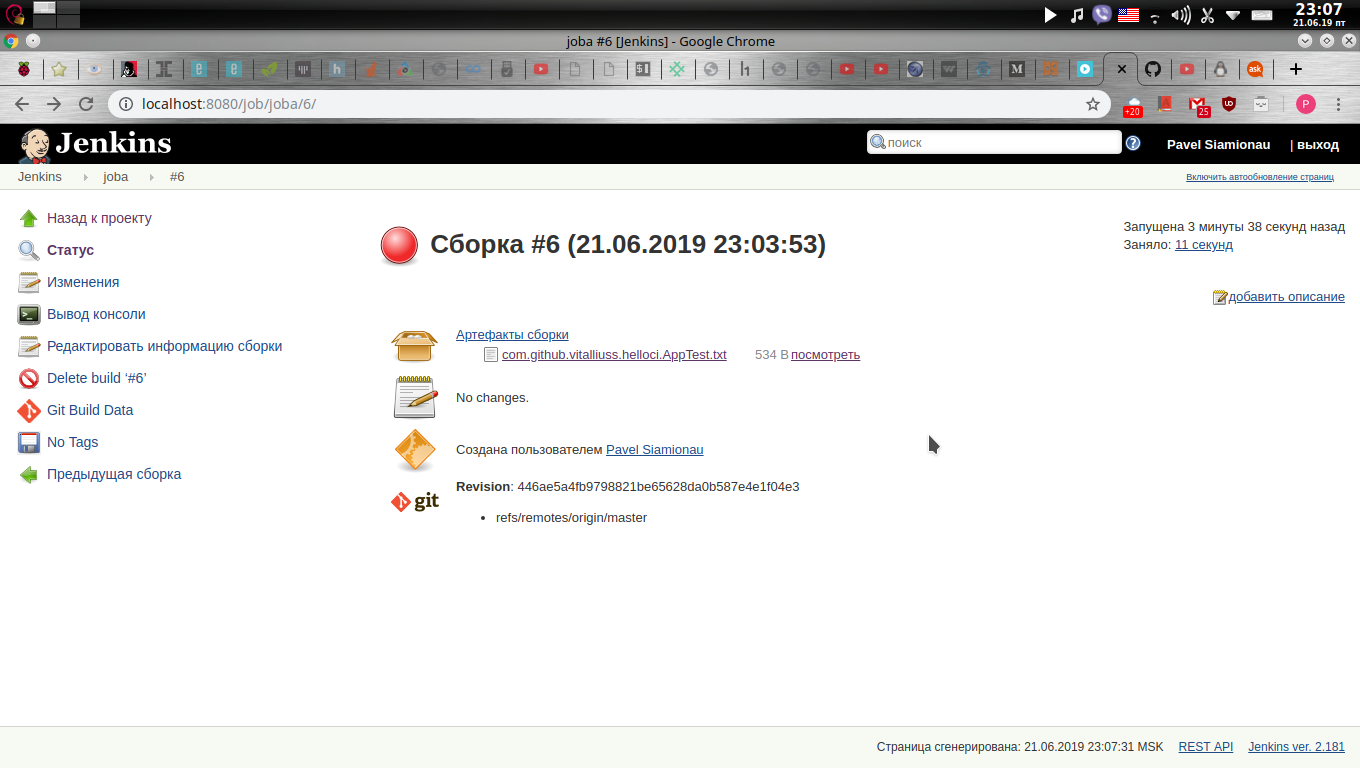 23:07
21.06.19 пт
joba #6 [Jenkins] - Google Chrome
localhost:8080/job/joba/6/
+20
25
P
Jenkins
поиск
Pavel Siamionau
| выход
Jenkins
joba
#6
Включить автообновление страниц
Назад к проекту
Статус
Изменения
Вывод консоли
Редактировать информацию сборки
Delete build ‘#6’
Git Build Data
No Tags
Предыдущая сборка
Сборка #6 (21.06.2019 23:03:53)
Запущена 3 минуты 38 секунд назад
Заняло: 11 секунд
добавить описание
Артефакты сборки
com.github.vitalliuss.helloci.AppTest.txt 534 B посмотреть
No changes.
Создана пользователем Pavel Siamionau
git
Revision: 446ae5a4fb9798821be65628da0b587e4e1f04e3
• refs/remotes/origin/master
Страница сгенерирована: 21.06.2019 23:07:31 MSK REST API Jenkins ver. 2.181